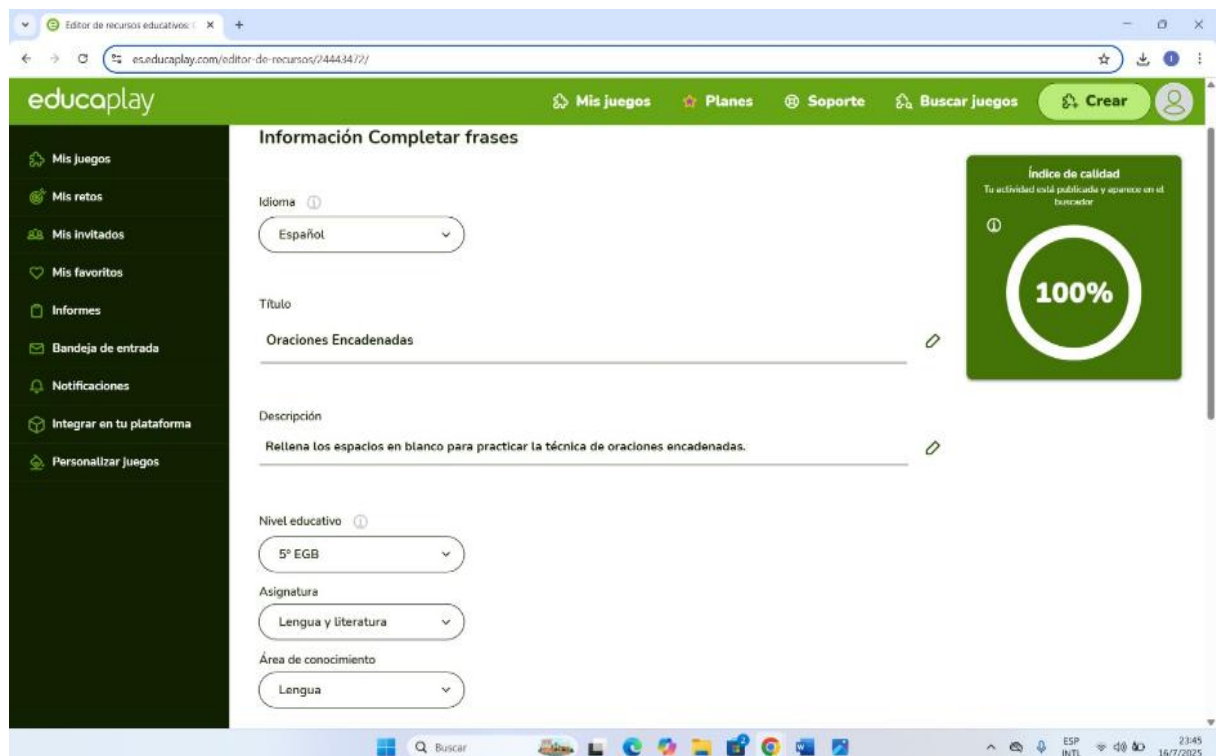 Editor de recursos educativos: C
es.educaplay.com/editor-de-recursos/24443472/
educaplay
Mis juegos
Planes
Soporte
Buscar juegos
Crear
Mis juegos
Mis retos
Mis invitados
Mis favoritos
Informes
Bandeja de entrada
Notificaciones
Integrar en tu plataforma
Personalizar juegos
Información Completar frases
Idioma
Español
Título
Oraciones Encadenadas
Descripción
Rellena los espacios en blanco para practicar la técnica de oraciones encadenadas.
Nivel educativo
5º EGB
Asignatura
Lengua y literatura
Área de conocimiento
Lengua
Índice de calidad
Tu actividad está publicada y aparece en el
buscador
100%
Buscar
ESP
INTL
23:45
16/7/2025